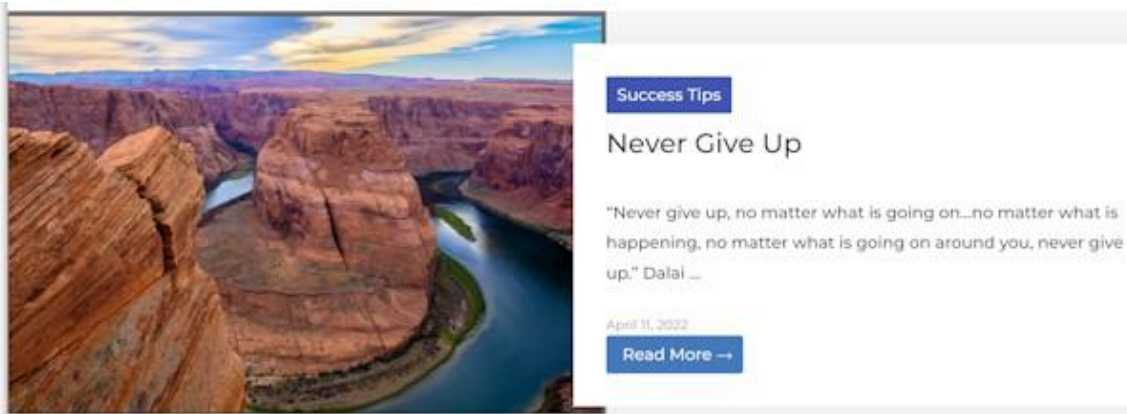 Success Tips
Never Give Up
“Never give up, no matter what is going on...no matter what is
happening, no matter what is going on around you, never give
up.” Dalai ...
April 11, 2022
Read More →